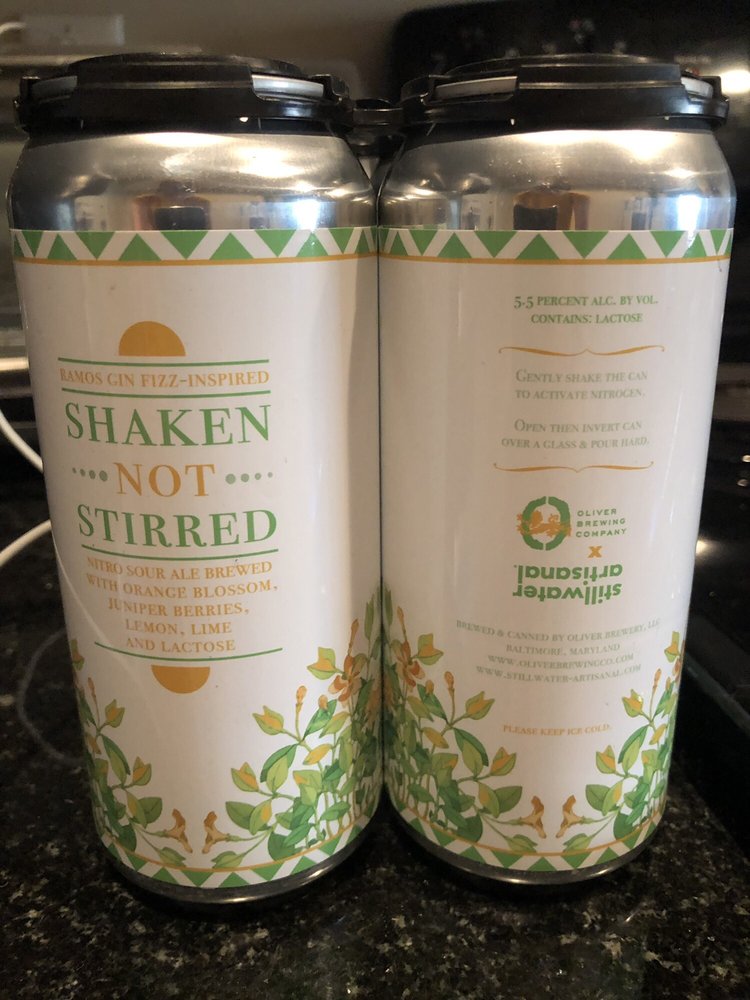 RAMOS GIN FIZZ-INSPIRED
SHAKEN
NOT
STIRRED
NITRO SOUR ALE BREWED
WITH ORANGE BLOSSOM,
JUNIPER BERRIES,
LEMON, LIME
AND LACTOSE
5.5 PERCENT ALC. BY VOL.
CONTAINS: LACTOSE
GENTLY SHAKE THE CAN
TO ACTIVATE NITROGEN.
OPEN THEN INVERT CAN
OVER A GLASS & POUR HARD.
OLIVER
BREWING
COMPANY
X
stillwater
artisanal.
BREWED & CANNED BY OLIVER BREWERY, LLC
BALTIMORE, MARYLAND
WWW.OLIVERBREWINGCO.COM
WWW.STILLWATER-ARTISANAL.COM
PLEASE KEEP ICE COLD.